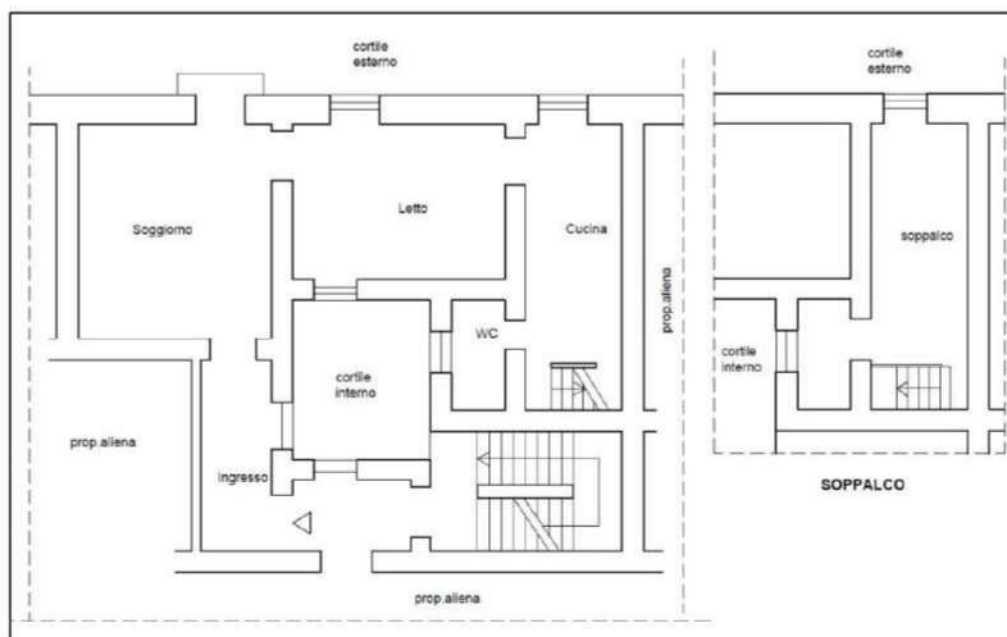 cortile
esterno
cortile
esterno
Soggiorno
Letto
Cucina
soppalco
prop.aliena
WC
cortile
interno
cortile
interno
prop.aliena
Ingresso
SOPPALCO
prop.aliena